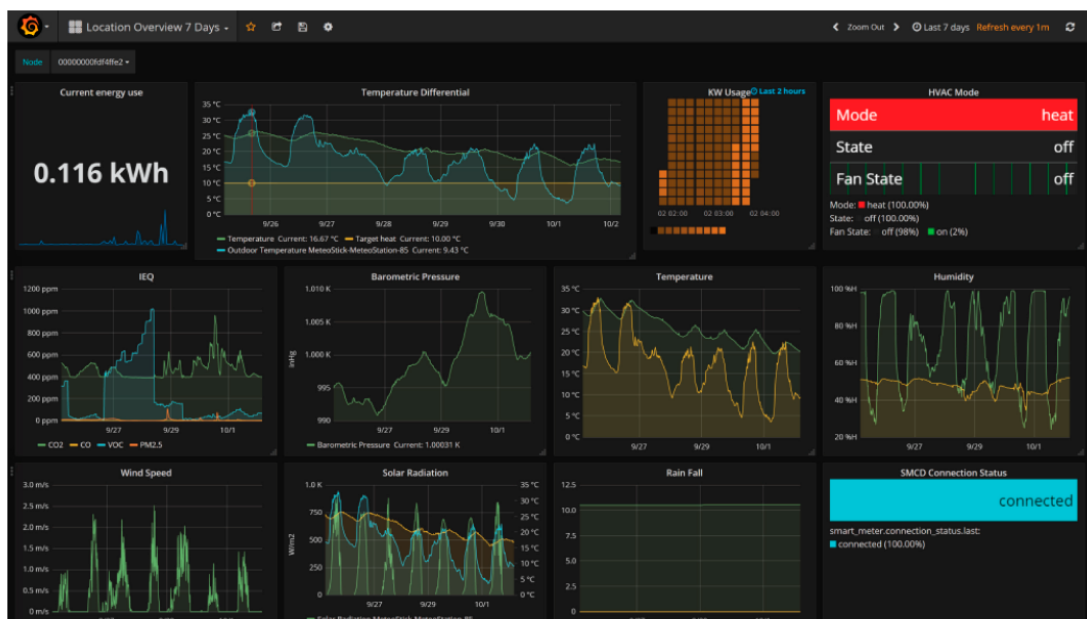 Location Overview 7 Days
Zoom Out
Last 7 days Refresh every 1m
Node 00000000fdf4ffe2
Current energy use
0.116 kWh
Temperature Differential
35 °C
30 °C
25 °C
20 °C
15 °C
10 °C
5 °C
0 °C
9/26 9/27 9/28 9/29 9/30 10/1 10/2
Temperature Current: 16.67 °C Target heat Current: 10.00 °C
Outdoor Temperature MeteoStick-MeteoStation-85 Current: 9.43 °C
KW Usage Last 2 hours
02 02:00 02 03:00 02 04:00
HVAC Mode
Mode heat
State off
Fan State off
Mode: heat (100.00%)
State: off (100.00%)
Fan State: off (98%) on (2%)
IEQ
1200 ppm
1000 ppm
800 ppm
600 ppm
400 ppm
200 ppm
0 ppm
9/27 9/29 10/1
CO2 CO VOC PM2.5
Barometric Pressure
1.010 K
1.005 K
1.000 K
995
990
InHg
9/27 9/29 10/1
Barometric Pressure Current: 1.00031 K
Temperature
35 °C
30 °C
25 °C
20 °C
15 °C
10 °C
5 °C
0 °C
9/27 9/29 10/1
Humidity
100 %H
80 %H
60 %H
40 %H
20 %H
9/27 9/29 10/1
Wind Speed
3.0 m/s
2.5 m/s
2.0 m/s
1.5 m/s
1.0 m/s
0.5 m/s
0 m/s
Solar Radiation
1.0 K
750
500
250
0
W/m2
35 °C
30 °C
25 °C
20 °C
15 °C
10 °C
5 °C
0 °C
9/27 9/29 10/1
Rain Fall
12.5
10.0
7.5
5.0
2.5
0
SMCD Connection Status
connected
smart_meter.connection_status.last:
connected (100.00%)